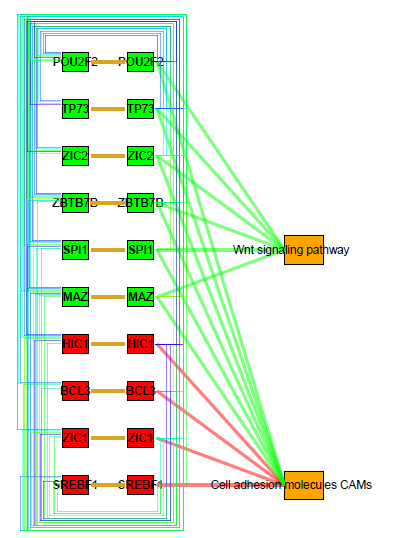 POU2F2 POU2F2
TP73 TP73
ZIC2 ZIC2
ZBTB7B ZBTB7B
Wnt signaling pathway
SPI1 SPI1
MAZ MAZ
HIC1 HIC1
BCL3 BCL3
ZIC1 ZIC1
SREBF1 SREBF1
Cell adhesion molecules CAMs